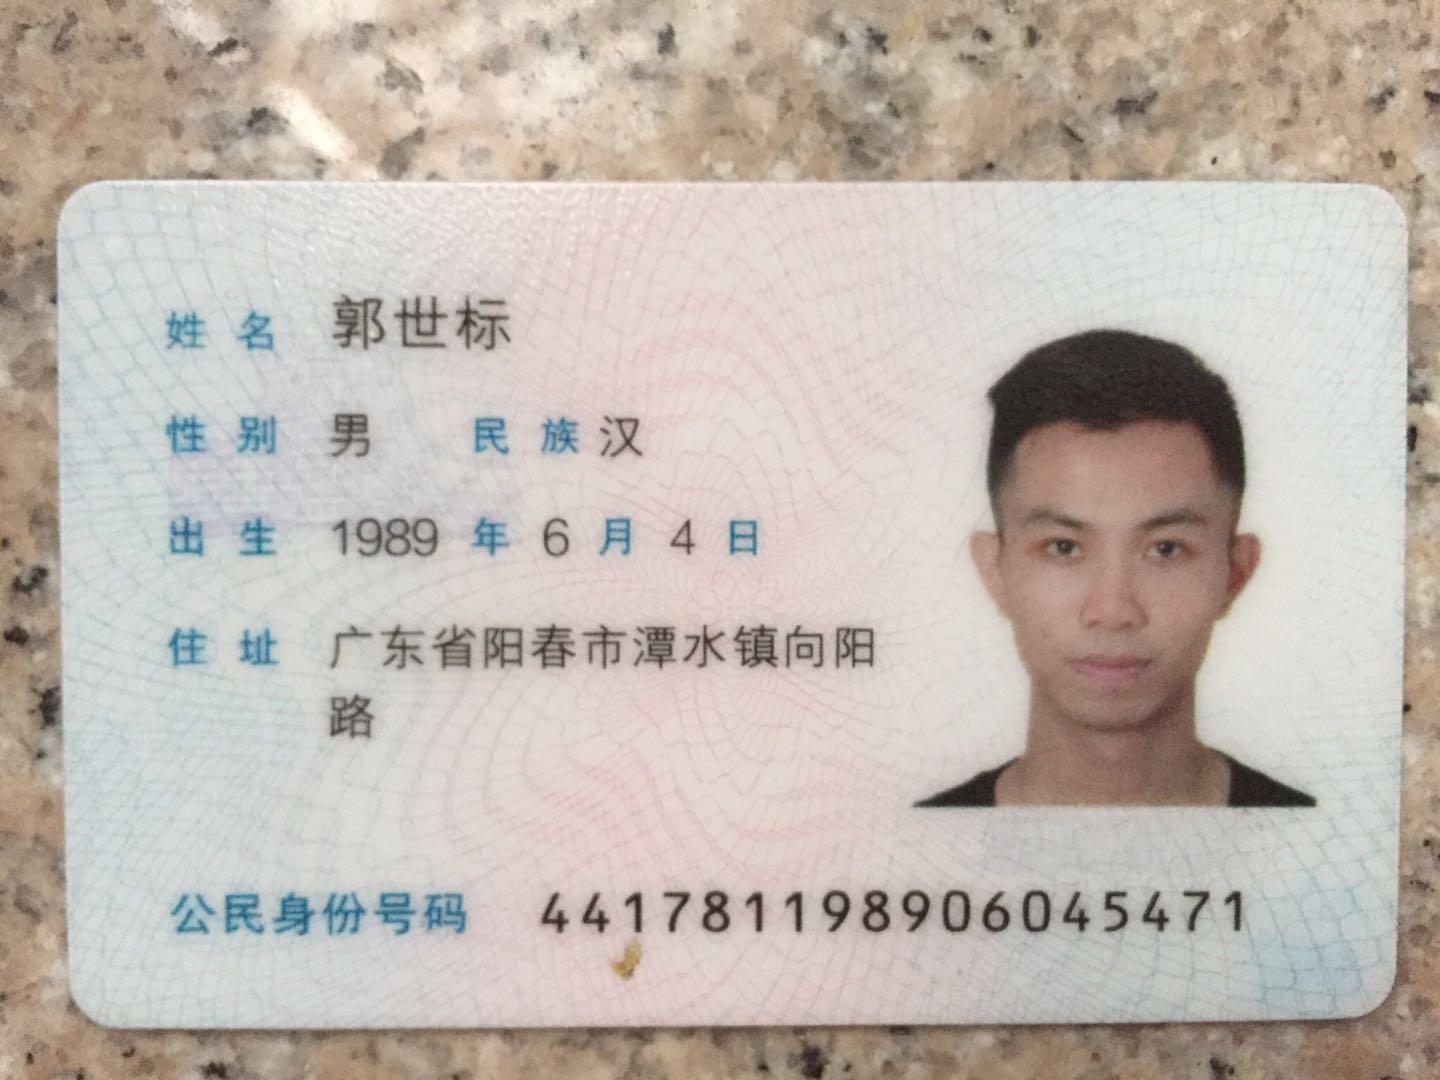 姓名 郭世标
性别 男 民族 汉
出生 1989 年 6 月 4 日
住址 广东省阳春市潭水镇向阳
路
公民身份号码 441781198906045471